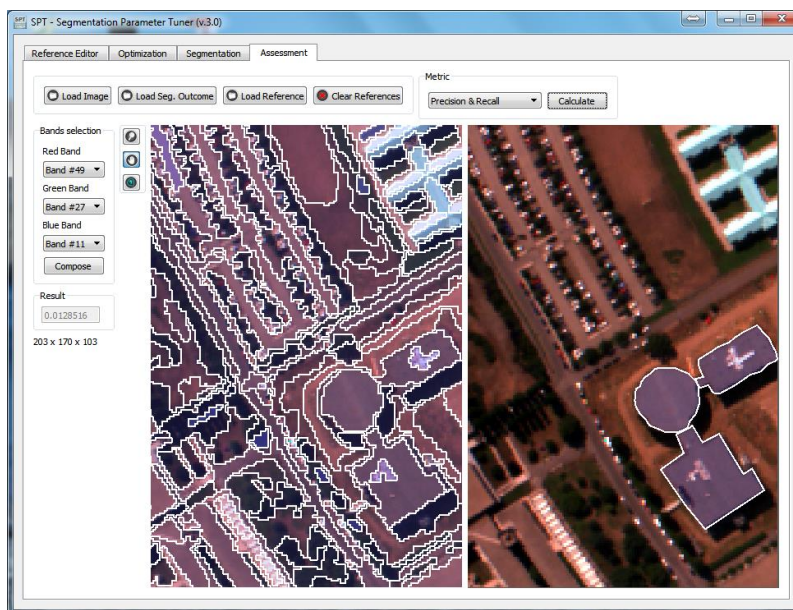 SPT - Segmentation Parameter Tuner (v.3.0)
Reference Editor Optimization Segmentation Assessment
Load Image Load Seg. Outcome Load Reference Clear References
Metric
Precision & Recall Calculate
Bands selection
Red Band
Band #49
Green Band
Band #27
Blue Band
Band #11
Compose
Result
0.0128516
203 x 170 x 103